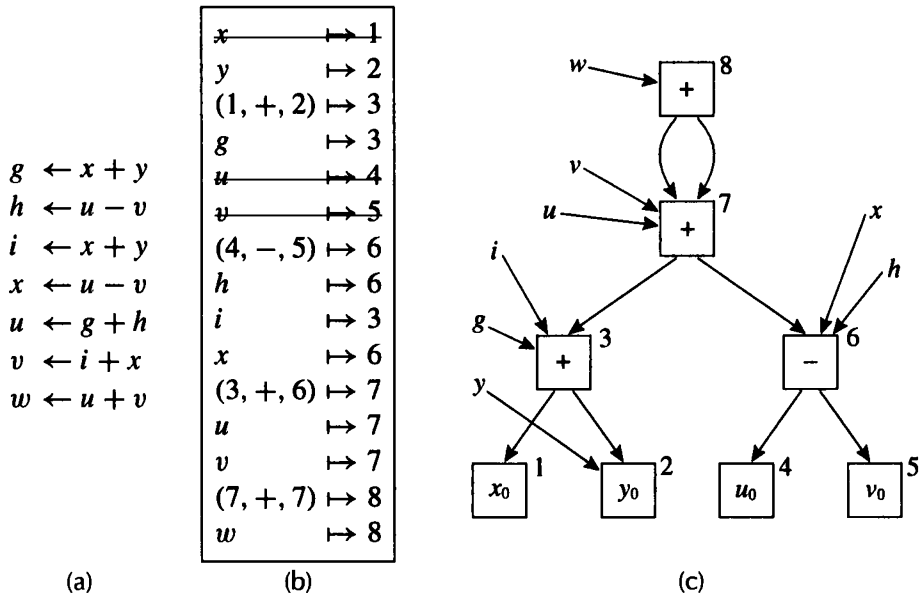 g ← x + y
h ← u − v
i ← x + y
x ← u − v
u ← g + h
v ← i + x
w ← u + v
(a)
x ↦ 1
y ↦ 2
(1, +, 2) ↦ 3
g ↦ 3
u ↦ 4
v ↦ 5
(4, −, 5) ↦ 6
h ↦ 6
i ↦ 3
x ↦ 6
(3, +, 6) ↦ 7
u ↦ 7
v ↦ 7
(7, +, 7) ↦ 8
w ↦ 8
(b)
w
+
8
v
u
+
7
x
h
i
g
+
3
−
6
y
x₀
1
y₀
2
u₀
4
v₀
5
(c)